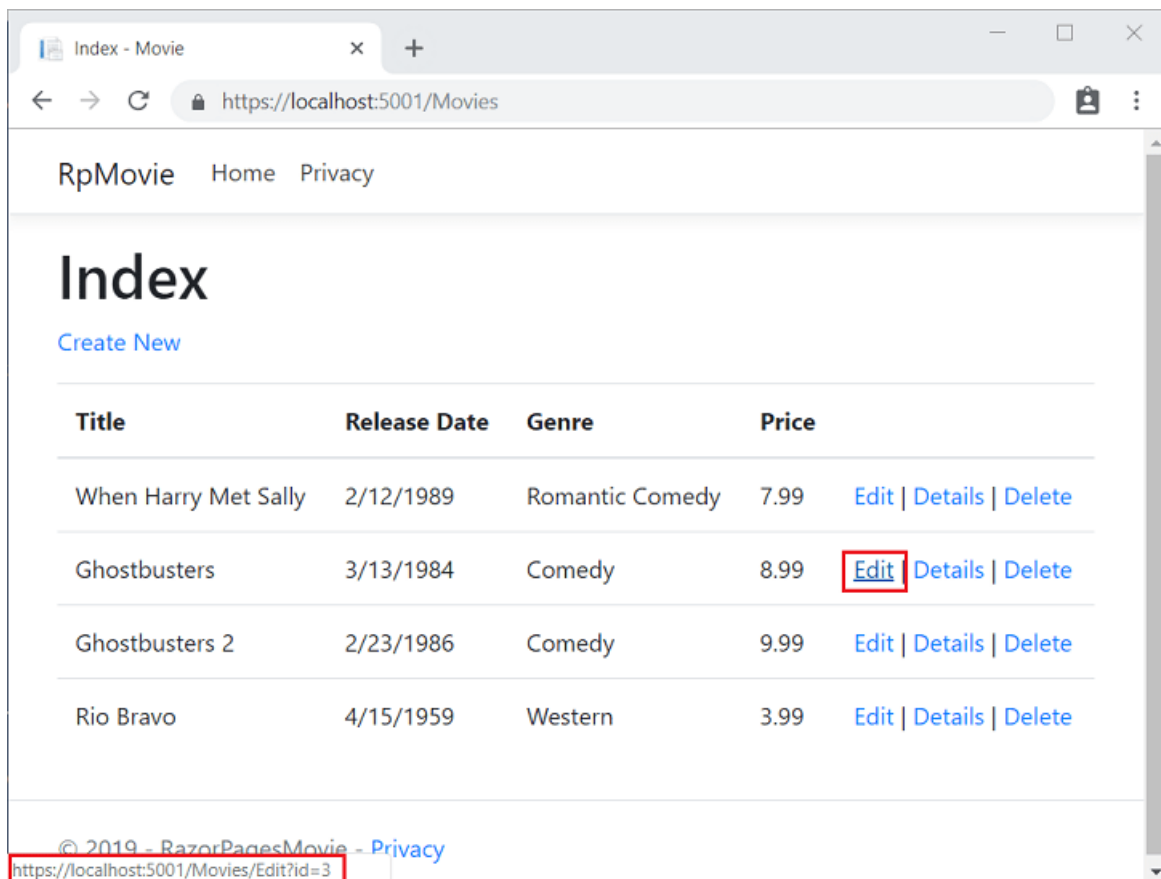 Index - Movie
https://localhost:5001/Movies
RpMovie Home Privacy
Index
Create New
Title Release Date Genre Price
When Harry Met Sally 2/12/1989 Romantic Comedy 7.99 Edit | Details | Delete
Ghostbusters 3/13/1984 Comedy 8.99 Edit | Details | Delete
Ghostbusters 2 2/23/1986 Comedy 9.99 Edit | Details | Delete
Rio Bravo 4/15/1959 Western 3.99 Edit | Details | Delete
© 2019 - RazorPagesMovie - Privacy
https://localhost:5001/Movies/Edit?id=3